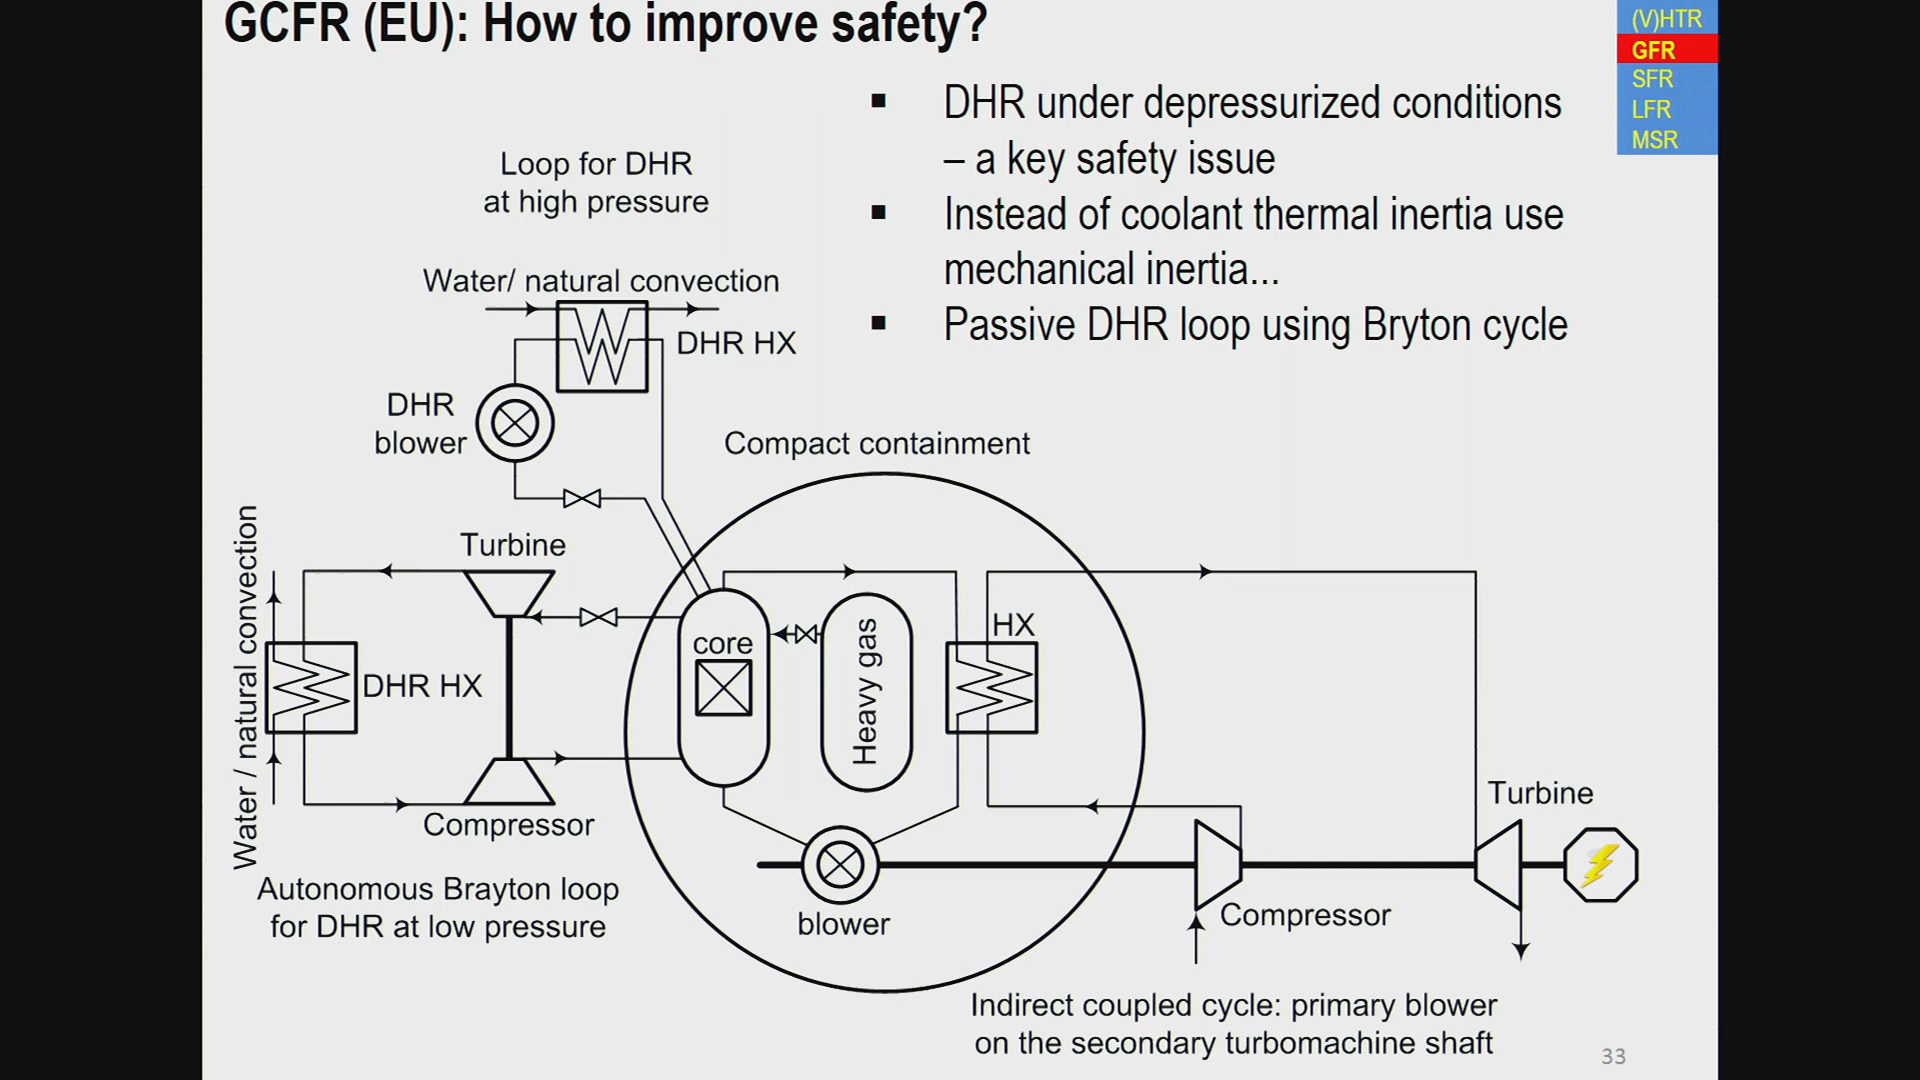 GCFR (EU): How to improve safety?
(V)HTR
GFR
SFR
LFR
MSR
▪ DHR under depressurized conditions
– a key safety issue
▪ Instead of coolant thermal inertia use
mechanical inertia...
▪ Passive DHR loop using Bryton cycle
Loop for DHR
at high pressure
Water/ natural convection
DHR HX
DHR
blower
Compact containment
Turbine
Water / natural convection
DHR HX
core
Heavy gas
HX
Compressor
Turbine
Autonomous Brayton loop
for DHR at low pressure
blower
Compressor
Indirect coupled cycle: primary blower
on the secondary turbomachine shaft
33